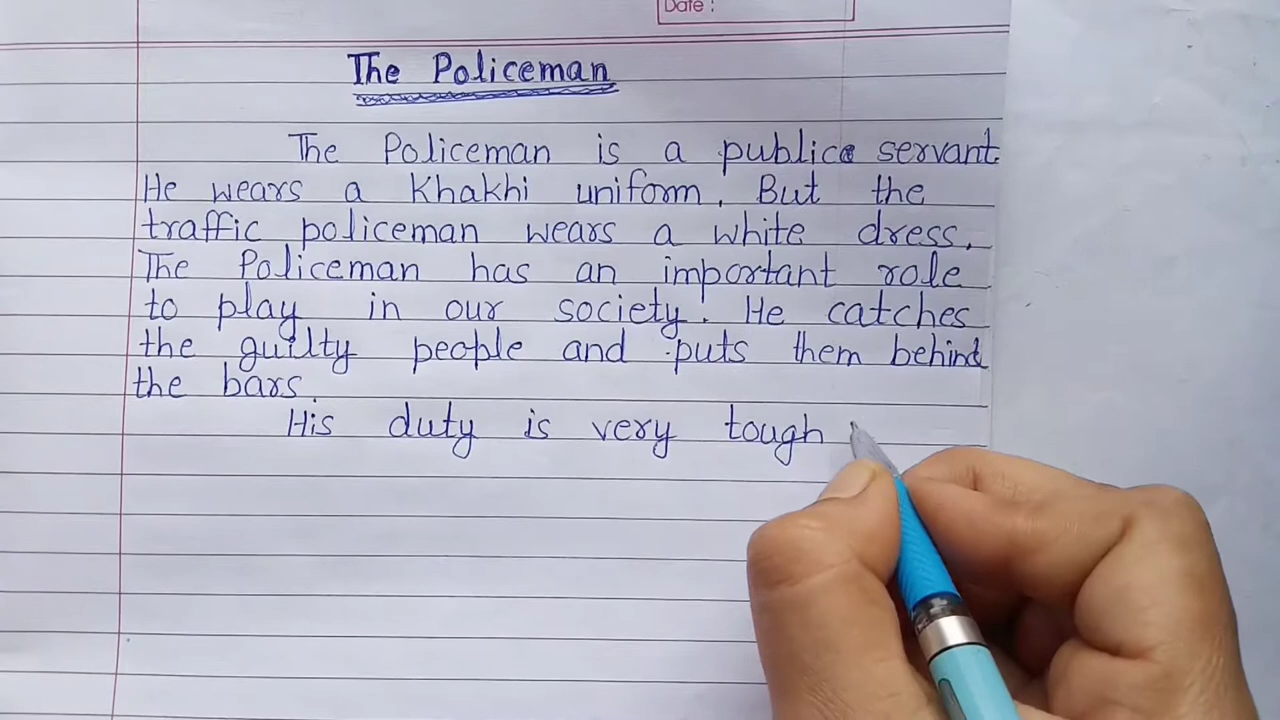 Date :
The Policeman
The Policeman is a public servant.
He wears a Khakhi uniform. But the
traffic policeman wears a white dress.
The Policeman has an important role
to play in our society. He catches
the guilty people and puts them behind
the bars.
His duty is very tough